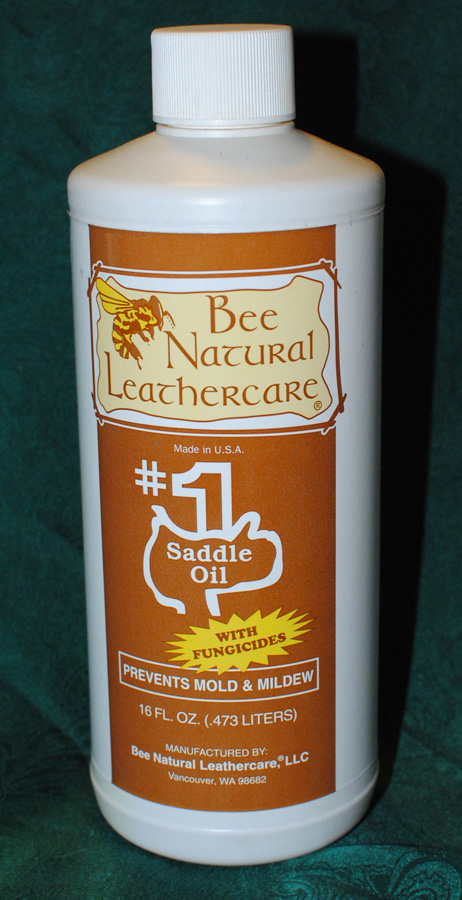 Bee
Natural
Leathercare®
Made in U.S.A.
#1
Saddle
Oil
WITH
FUNGICIDES
PREVENTS MOLD & MILDEW
16 FL. OZ. (.473 LITERS)
MANUFACTURED BY:
Bee Natural Leathercare,® LLC
Vancouver, WA 98682